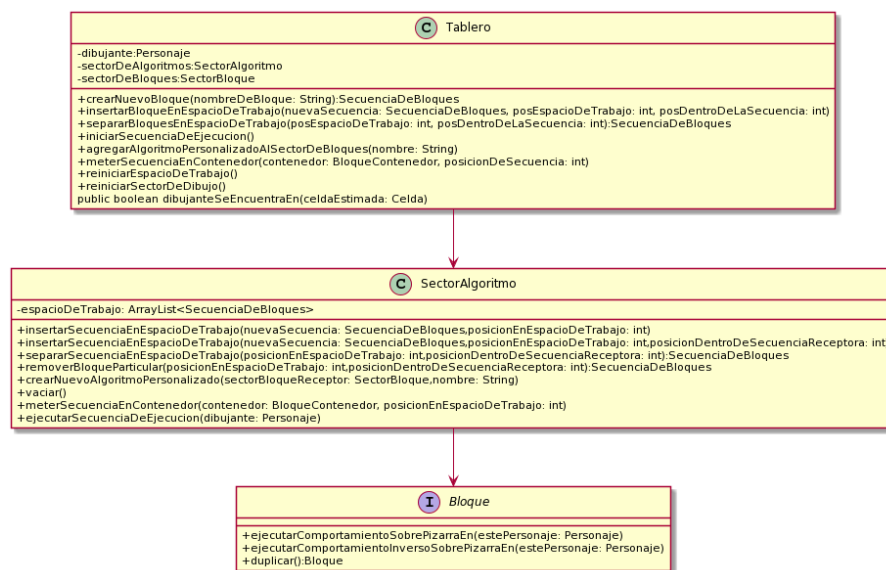 C Tablero
-dibujante:Personaje
-sectorDeAlgoritmos:SectorAlgoritmo
-sectorDeBloques:SectorBloque
+crearNuevoBloque(nombreDeBloque: String):SecuenciaDeBloques
+insertarBloqueEnEspacioDeTrabajo(nuevaSecuencia: SecuenciaDeBloques, posEspacioDeTrabajo: int, posDentroDeLaSecuencia: int)
+separarBloquesEnEspacioDeTrabajo(posEspacioDeTrabajo: int, posDentroDeLaSecuencia: int):SecuenciaDeBloques
+iniciarSecuenciaDeEjecucion()
+agregarAlgoritmoPersonalizadoAlSectorDeBloques(nombre: String)
+meterSecuenciaEnContenedor(contenedor: BloqueContenedor, posicionDeSecuencia: int)
+reiniciarEspacioDeTrabajo()
+reiniciarSectorDeDibujo()
public boolean dibujanteSeEncuentraEn(celdaEstimada: Celda)
C SectorAlgoritmo
-espacioDeTrabajo: ArrayList<SecuenciaDeBloques>
+insertarSecuenciaEnEspacioDeTrabajo(nuevaSecuencia: SecuenciaDeBloques,posicionEnEspacioDeTrabajo: int)
+insertarSecuenciaEnEspacioDeTrabajo(nuevaSecuencia: SecuenciaDeBloques,posicionEnEspacioDeTrabajo: int,posicionDentroDeSecuenciaReceptora: int
+separarSecuenciaEnEspacioDeTrabajo(posicionEnEspacioDeTrabajo: int,posicionDentroDeSecuenciaReceptora: int):SecuenciaDeBloques
+removerBloqueParticular(posicionEnEspacioDeTrabajo: int,posicionDentroDeSecuenciaReceptora: int):SecuenciaDeBloques
+crearNuevoAlgoritmoPersonalizado(sectorBloqueReceptor: SectorBloque,nombre: String)
+vaciar()
+meterSecuenciaEnContenedor(contenedor: BloqueContenedor, posicionEnEspacioDeTrabajo: int)
+ejecutarSecuenciaDeEjecucion(dibujante: Personaje)
I Bloque
+ejecutarComportamientoSobrePizarraEn(estePersonaje: Personaje)
+ejecutarComportamientoInversoSobrePizarraEn(estePersonaje: Personaje)
+duplicar():Bloque